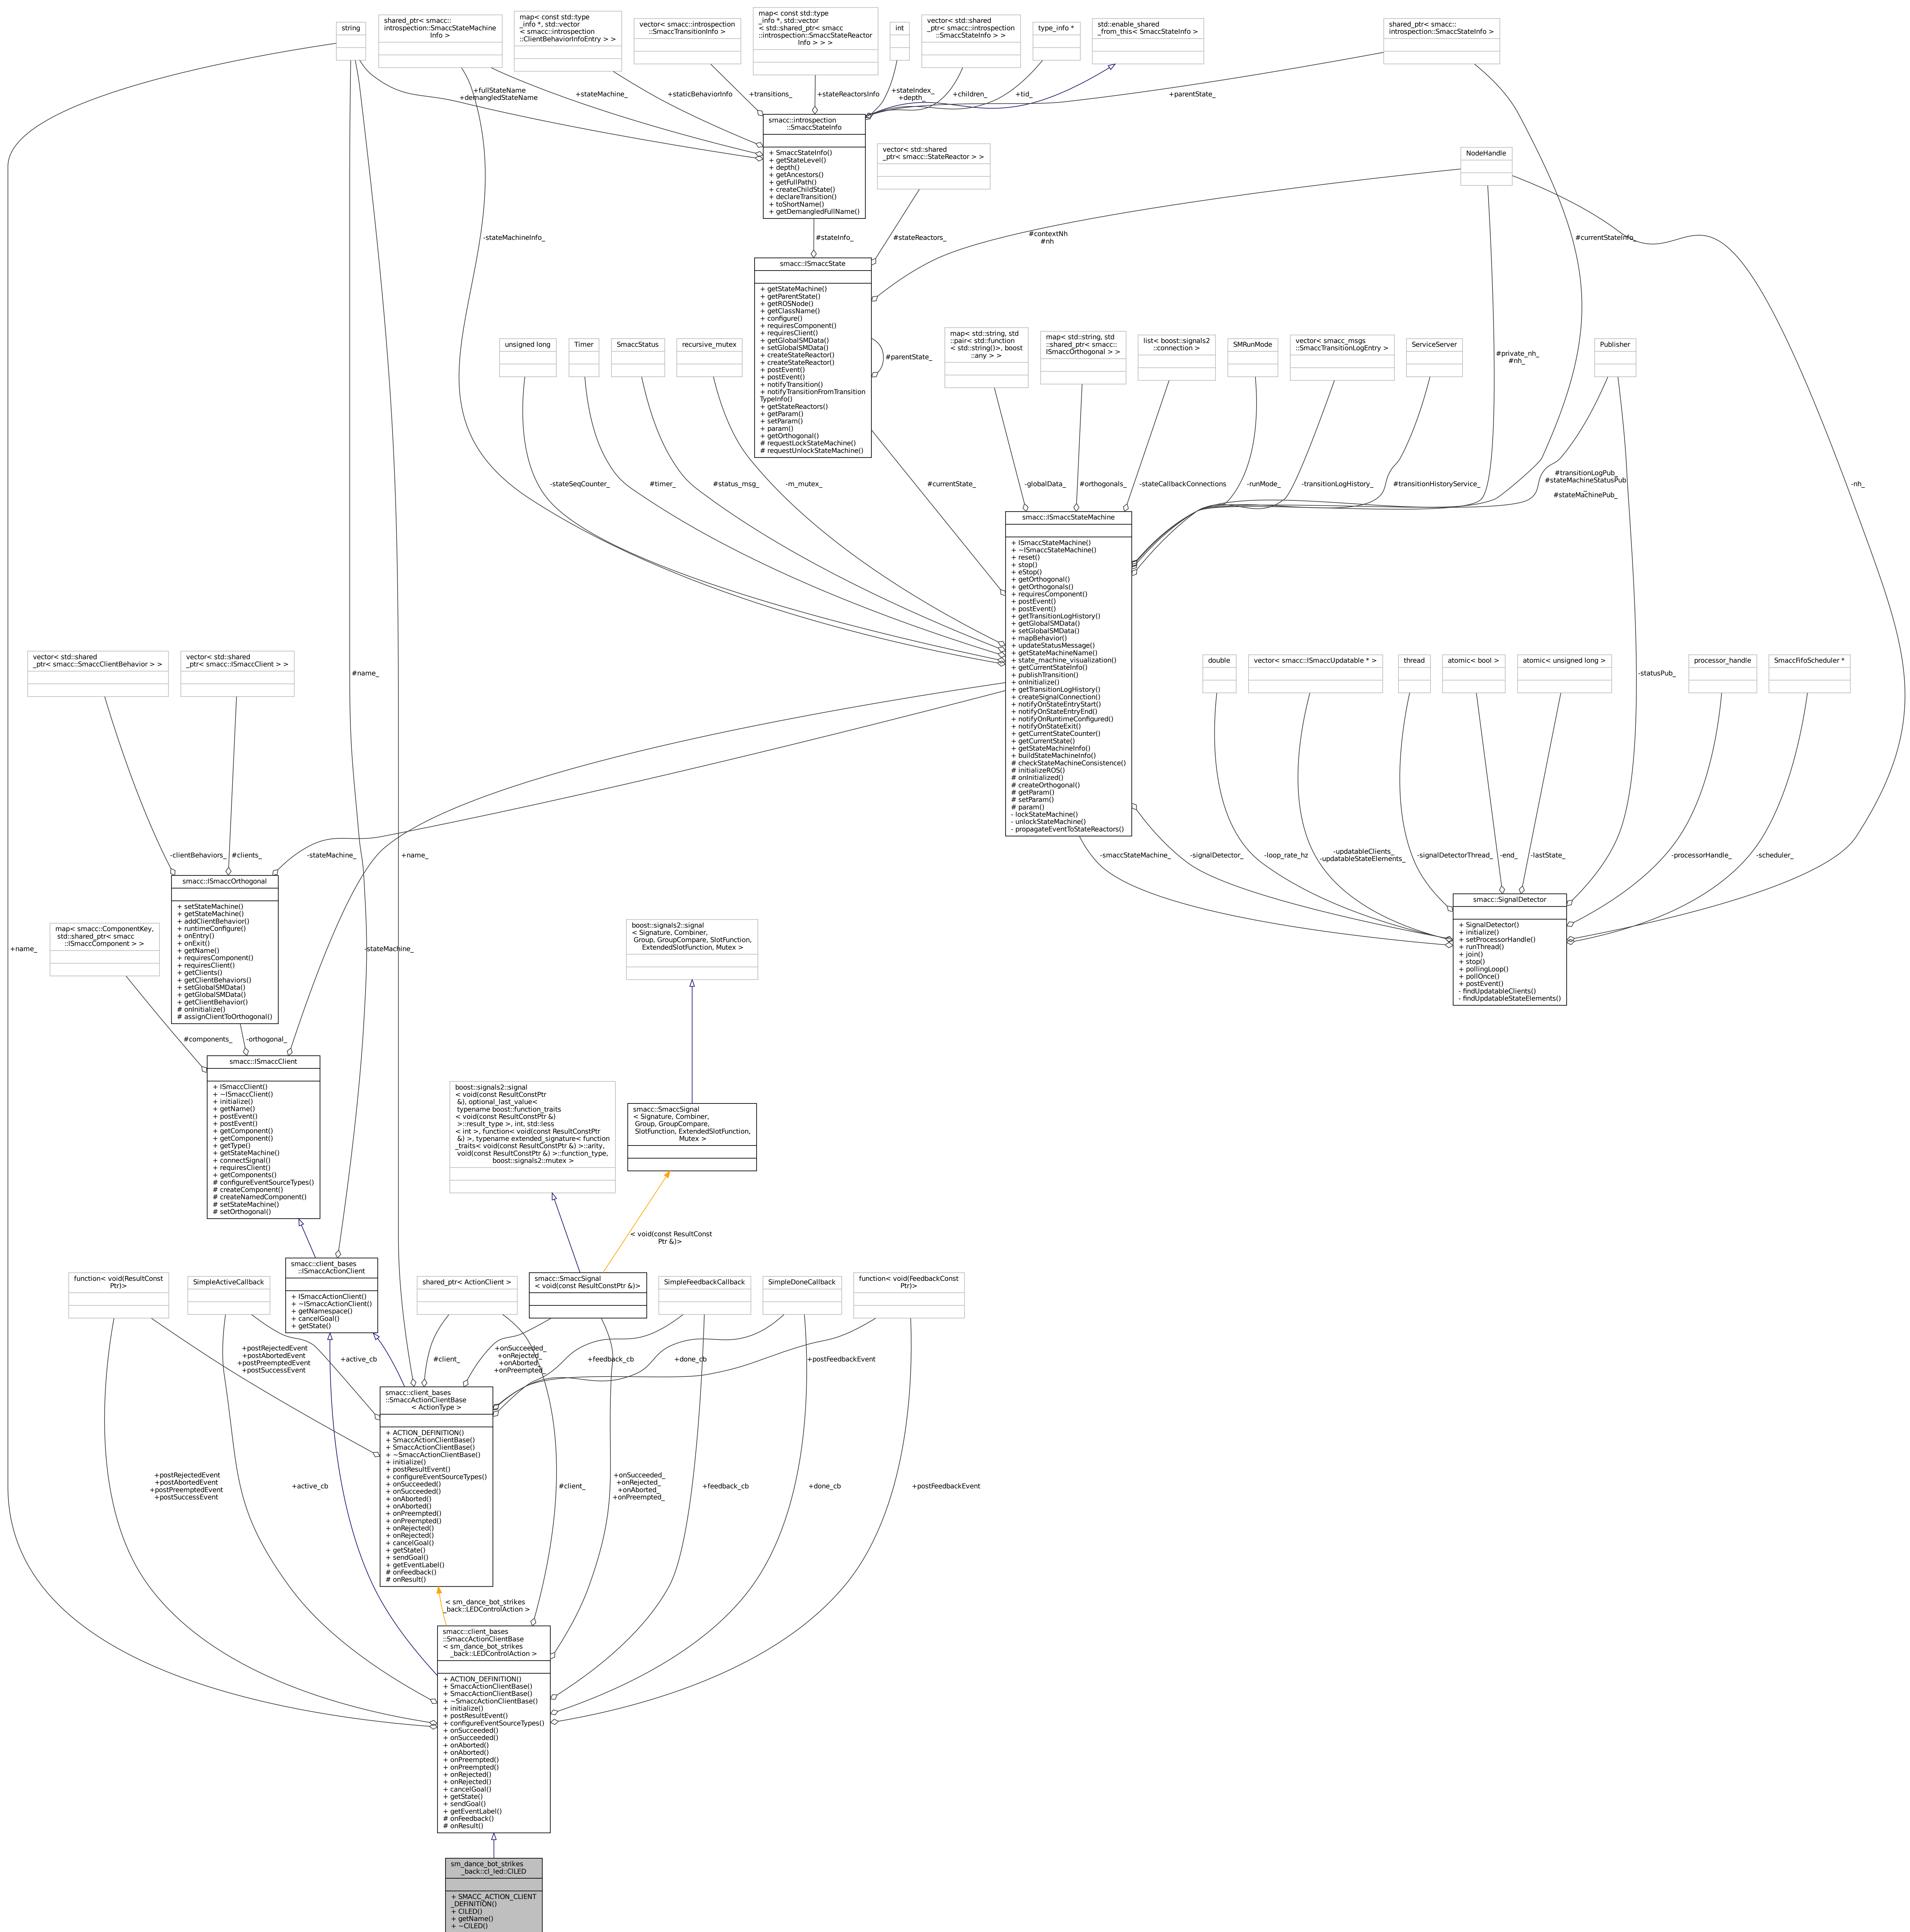 string
shared_ptr< smacc::
introspection::SmaccStateMachine
Info >
map< const std::type
_info *, std::vector
< smacc::introspection
::ClientBehaviorInfoEntry > >
vector< smacc::introspection
::SmaccTransitionInfo >
map< const std::type
_info *, std::vector
< std::shared_ptr< smacc
::introspection::SmaccStateReactor
Info > > >
int
vector< std::shared
_ptr< smacc::introspection
::SmaccStateInfo > >
type_info *
std::enable_shared
_from_this< SmaccStateInfo >
shared_ptr< smacc::
introspection::SmaccStateInfo >
+fullStateName
+demangledStateName
+stateMachine_
+staticBehaviorInfo
+transitions_
+stateReactorsInfo
+stateIndex_
+depth_
+children_
+tid_
+parentState_
smacc::introspection
::SmaccStateInfo
+ SmaccStateInfo()
+ getStateLevel()
+ depth()
+ getAncestors()
+ getFullPath()
+ createChildState()
+ declareTransition()
+ toShortName()
+ getDemangledFullName()
vector< std::shared
_ptr< smacc::StateReactor > >
NodeHandle
-stateMachineInfo_
#stateInfo_
#stateReactors_
#contextNh
#nh
#currentStateInfo_
smacc::ISmaccState
+ getStateMachine()
+ getParentState()
+ getROSNode()
+ getClassName()
+ configure()
+ requiresComponent()
+ requiresClient()
+ getGlobalSMData()
+ setGlobalSMData()
+ createStateReactor()
+ createStateReactor()
+ postEvent()
+ postEvent()
+ notifyTransition()
+ notifyTransitionFromTransition
TypeInfo()
+ getStateReactors()
+ getParam()
+ setParam()
+ param()
+ getOrthogonal()
# requestLockStateMachine()
# requestUnlockStateMachine()
#parentState_
unsigned long
Timer
SmaccStatus
recursive_mutex
map< std::string, std
::pair< std::function
< std::string()>, boost
::any > >
map< std::string, std
::shared_ptr< smacc::
ISmaccOrthogonal > >
list< boost::signals2
::connection >
SMRunMode
vector< smacc_msgs
::SmaccTransitionLogEntry >
ServiceServer
#private_nh_
#nh_
Publisher
-stateSeqCounter_
#timer_
#status_msg_
-m_mutex_
#currentState_
-globalData_
#orthogonals_
-stateCallbackConnections
-runMode_
-transitionLogHistory_
#transitionHistoryService_
#transitionLogPub_
#stateMachineStatusPub
_
#stateMachinePub_
-nh_
smacc::ISmaccStateMachine
+ ISmaccStateMachine()
+ ~ISmaccStateMachine()
+ reset()
+ stop()
+ eStop()
+ getOrthogonal()
+ getOrthogonals()
+ requiresComponent()
+ postEvent()
+ postEvent()
+ getTransitionLogHistory()
+ getGlobalSMData()
+ setGlobalSMData()
+ mapBehavior()
+ updateStatusMessage()
+ getStateMachineName()
+ state_machine_visualization()
+ getCurrentStateInfo()
+ publishTransition()
+ onInitialize()
+ getTransitionLogHistory()
+ createSignalConnection()
+ notifyOnStateEntryStart()
+ notifyOnStateEntryEnd()
+ notifyOnRuntimeConfigured()
+ notifyOnStateExit()
+ getCurrentStateCounter()
+ getCurrentState()
+ getStateMachineInfo()
+ buildStateMachineInfo()
# checkStateMachineConsistence()
# initializeROS()
# onInitialized()
# createOrthogonal()
# getParam()
# setParam()
# param()
- lockStateMachine()
- unlockStateMachine()
- propagateEventToStateReactors()
vector< std::shared
_ptr< smacc::SmaccClientBehavior > >
vector< std::shared
_ptr< smacc::ISmaccClient > >
#name_
double
vector< smacc::ISmaccUpdatable * >
thread
atomic< bool >
atomic< unsigned long >
-statusPub_
processor_handle
SmaccFifoScheduler *
-clientBehaviors_
#clients_
-stateMachine_
+name_
-smaccStateMachine_
-signalDetector_
-loop_rate_hz
-updatableClients_
-updatableStateElements_
-signalDetectorThread_
-end_
-lastState_
-processorHandle_
-scheduler_
smacc::ISmaccOrthogonal
+ setStateMachine()
+ getStateMachine()
+ addClientBehavior()
+ runtimeConfigure()
+ onEntry()
+ onExit()
+ getName()
+ requiresComponent()
+ requiresClient()
+ getClients()
+ getClientBehaviors()
+ setGlobalSMData()
+ getGlobalSMData()
+ getClientBehavior()
# onInitialize()
# assignClientToOrthogonal()
smacc::SignalDetector
+ SignalDetector()
+ initialize()
+ setProcessorHandle()
+ runThread()
+ join()
+ stop()
+ pollingLoop()
+ pollOnce()
+ postEvent()
- findUpdatableClients()
- findUpdatableStateElements()
map< smacc::ComponentKey,
std::shared_ptr< smacc
::ISmaccComponent > >
boost::signals2::signal
< Signature, Combiner,
Group, GroupCompare, SlotFunction,
ExtendedSlotFunction, Mutex >
+name_
-stateMachine_
#components_
-orthogonal_
smacc::ISmaccClient
+ ISmaccClient()
+ ~ISmaccClient()
+ initialize()
+ getName()
+ postEvent()
+ postEvent()
+ getComponent()
+ getComponent()
+ getType()
+ getStateMachine()
+ connectSignal()
+ requiresClient()
+ getComponents()
# configureEventSourceTypes()
# createComponent()
# createNamedComponent()
# setStateMachine()
# setOrthogonal()
boost::signals2::signal
< void(const ResultConstPtr
&), optional_last_value<
typename boost::function_traits
< void(const ResultConstPtr &)
>::result_type >, int, std::less
< int >, function< void(const ResultConstPtr
&) >, typename extended_signature< function
_traits< void(const ResultConstPtr &) >::arity,
void(const ResultConstPtr &) >::function_type,
boost::signals2::mutex >
smacc::SmaccSignal
< Signature, Combiner,
Group, GroupCompare,
SlotFunction, ExtendedSlotFunction,
Mutex >
< void(const ResultConst
Ptr &)>
smacc::client_bases
::ISmaccActionClient
+ ISmaccActionClient()
+ ~ISmaccActionClient()
+ getNamespace()
+ cancelGoal()
+ getState()
function< void(ResultConst
Ptr)>
SimpleActiveCallback
shared_ptr< ActionClient >
smacc::SmaccSignal
< void(const ResultConstPtr &)>
SimpleFeedbackCallback
SimpleDoneCallback
function< void(FeedbackConst
Ptr)>
+postRejectedEvent
+postAbortedEvent
+postPreemptedEvent
+postSuccessEvent
+active_cb
#client_
+onSucceeded_
+onRejected_
+onAborted_
+onPreempted_
+feedback_cb
+done_cb
+postFeedbackEvent
smacc::client_bases
::SmaccActionClientBase
< ActionType >
+ ACTION_DEFINITION()
+ SmaccActionClientBase()
+ SmaccActionClientBase()
+ ~SmaccActionClientBase()
+ initialize()
+ postResultEvent()
+ configureEventSourceTypes()
+ onSucceeded()
+ onSucceeded()
+ onAborted()
+ onAborted()
+ onPreempted()
+ onPreempted()
+ onRejected()
+ onRejected()
+ cancelGoal()
+ getState()
+ sendGoal()
+ getEventLabel()
# onFeedback()
# onResult()
+postRejectedEvent
+postAbortedEvent
+postPreemptedEvent
+postSuccessEvent
+active_cb
#client_
+onSucceeded_
+onRejected_
+onAborted_
+onPreempted_
+feedback_cb
+done_cb
+postFeedbackEvent
< sm_dance_bot_strikes
_back::LEDControlAction >
smacc::client_bases
::SmaccActionClientBase
< sm_dance_bot_strikes
_back::LEDControlAction >
+ ACTION_DEFINITION()
+ SmaccActionClientBase()
+ SmaccActionClientBase()
+ ~SmaccActionClientBase()
+ initialize()
+ postResultEvent()
+ configureEventSourceTypes()
+ onSucceeded()
+ onSucceeded()
+ onAborted()
+ onAborted()
+ onPreempted()
+ onPreempted()
+ onRejected()
+ onRejected()
+ cancelGoal()
+ getState()
+ sendGoal()
+ getEventLabel()
# onFeedback()
# onResult()
sm_dance_bot_strikes
_back::cl_led::ClLED
+ SMACC_ACTION_CLIENT
_DEFINITION()
+ ClLED()
+ getName()
+ ~ClLED()